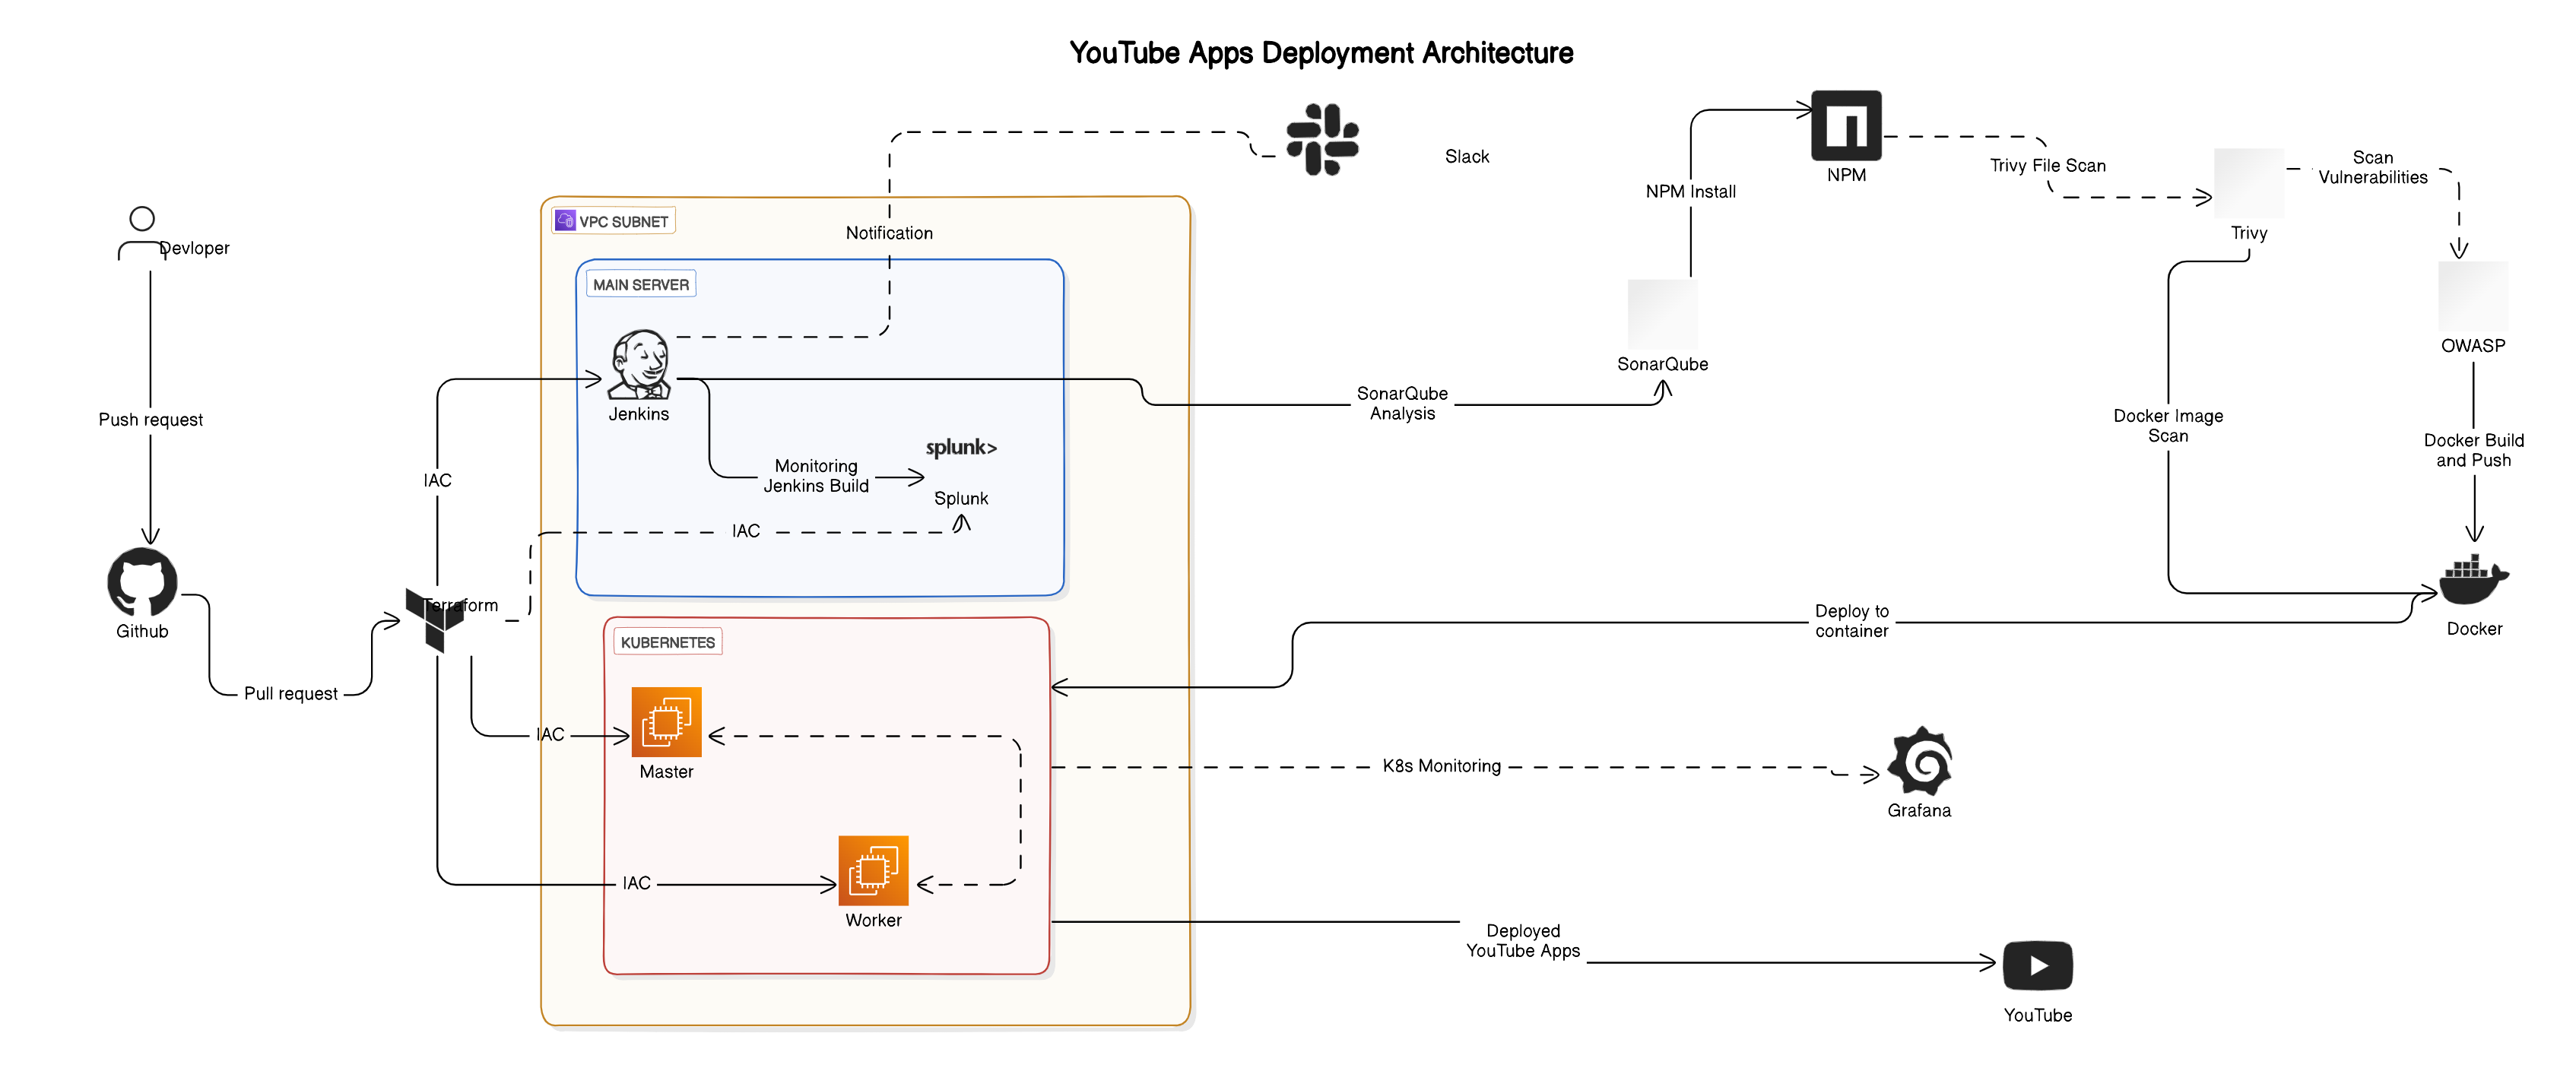 YouTube Apps Deployment Architecture
Slack
NPM
NPM Install
Trivy File Scan
Scan
Vulnerabilities
Trivy
VPC SUBNET
Notification
Devloper
MAIN SERVER
OWASP
SonarQube
Jenkins
SonarQube
Analysis
Push request
Docker Image
Scan
Docker Build
and Push
splunk>
Monitoring
Jenkins Build
IAC
Splunk
IAC
Terraform
Github
Deploy to
container
Docker
KUBERNETES
Pull request
IAC
Master
K8s Monitoring
Grafana
IAC
Worker
Deployed
YouTube Apps
YouTube